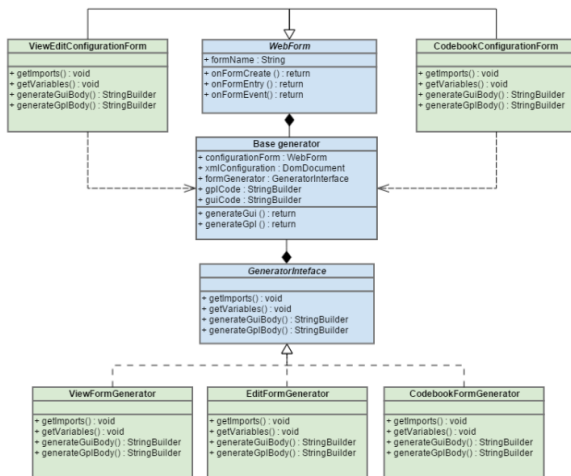 ViewEditConfigurationForm
+ getImports() : void
+ getVariables() : void
+ generateGuiBody() : StringBuilder
+ generateGplBody() : StringBuilder
WebForm
+ formName : String
+ onFormCreate () : return
+ onFormEntry () : return
+ onFormEvent() : return
CodebookConfigurationForm
+ getImports() : void
+ getVariables() : void
+ generateGuiBody() : StringBuilder
+ generateGplBody() : StringBuilder
Base generator
+ configurationForm : WebForm
+ xmlConfiguration : DomDocument
+ formGenerator : GeneratorInterface
+ gplCode : StringBuilder
+ guiCode : StringBuilder
+ generateGui () : return
+ generateGpl () : return
GeneratorInteface
+ getImports() : void
+ getVariables() : void
+ generateGuiBody() : StringBuilder
+ generateGplBody() : StringBuilder
ViewFormGenerator
+ getImports() : void
+ getVariables() : void
+ generateGuiBody() : StringBuilder
+ generateGplBody() : StringBuilder
EditFormGenerator
+ getImports() : void
+ getVariables() : void
+ generateGuiBody() : StringBuilder
+ generateGplBody() : StringBuilder
CodebookFormGenerator
+ getImports() : void
+ getVariables() : void
+ generateGuiBody() : StringBuilder
+ generateGplBody() : StringBuilder